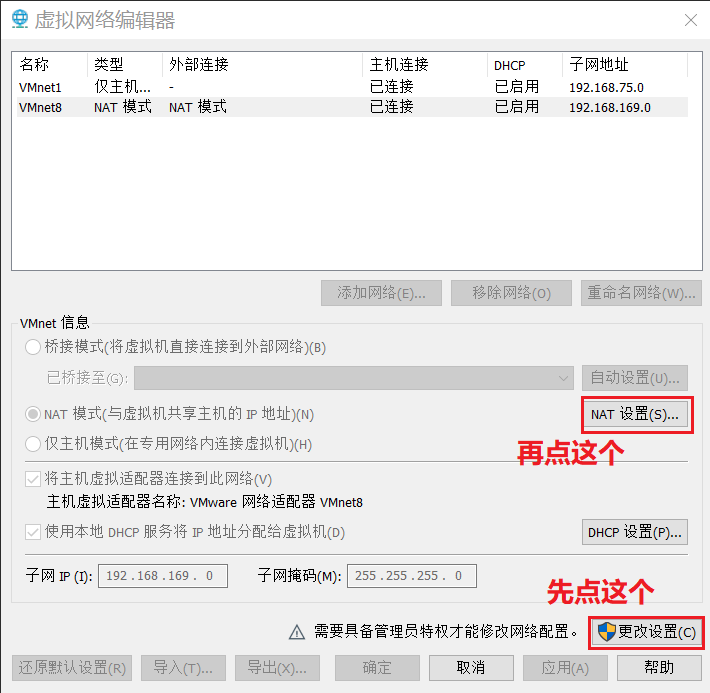 虚拟网络编辑器
名称 类型 外部连接 主机连接 DHCP 子网地址
VMnet1 仅主机... - 已连接 已启用 192.168.75.0
VMnet8 NAT 模式 NAT 模式 已连接 已启用 192.168.169.0
添加网络(E)... 移除网络(O) 重命名网络(W)...
VMnet 信息
桥接模式(将虚拟机直接连接到外部网络)(B)
已桥接至(G): 自动设置(U)...
NAT 模式(与虚拟机共享主机的 IP 地址)(N) NAT 设置(S)...
仅主机模式(在专用网络内连接虚拟机)(H)
再点这个
将主机虚拟适配器连接到此网络(V)
主机虚拟适配器名称: VMware 网络适配器 VMnet8
使用本地 DHCP 服务将 IP 地址分配给虚拟机(D) DHCP 设置(P)...
子网 IP (I): 192 . 168 . 169 . 0 子网掩码(M): 255 . 255 . 255 . 0
先点这个
需要具备管理员特权才能修改网络配置。 更改设置(C)
还原默认设置(R) 导入(T)... 导出(X)... 确定 取消 应用(A) 帮助